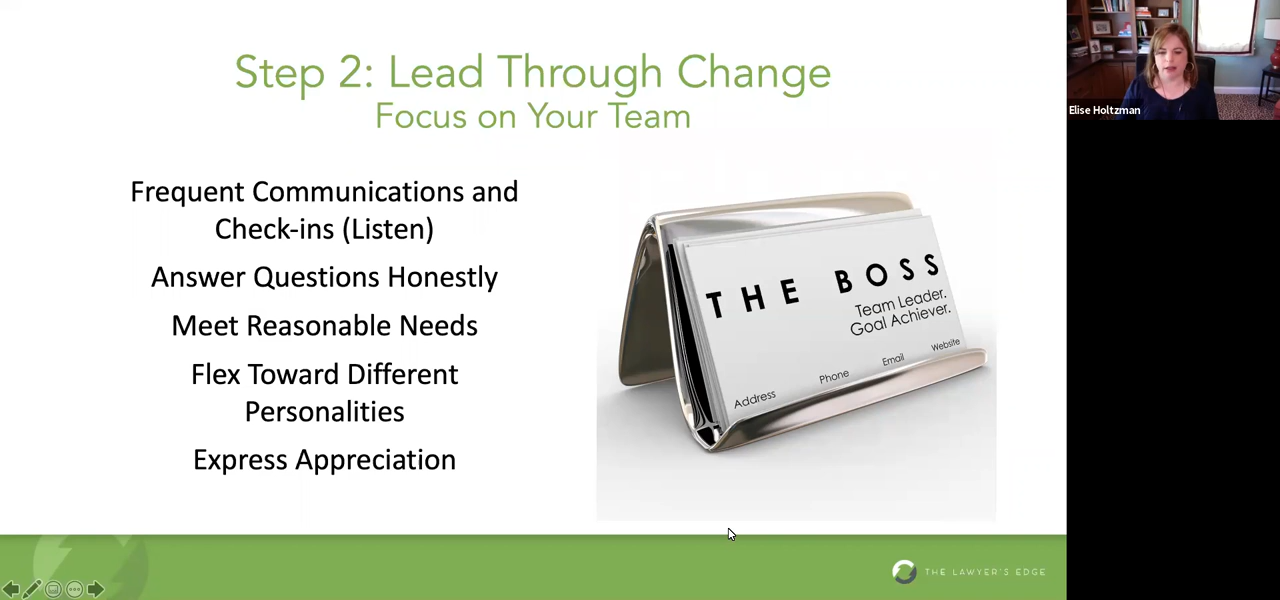 Step 2: Lead Through Change
Focus on Your Team
Frequent Communications and
Check-ins (Listen)
Answer Questions Honestly
Meet Reasonable Needs
Flex Toward Different
Personalities
Express Appreciation
THE BOSS
Team Leader.
Goal Achiever.
Address Phone Email Website
THE LAWYER'S EDGE
Elise Holtzman